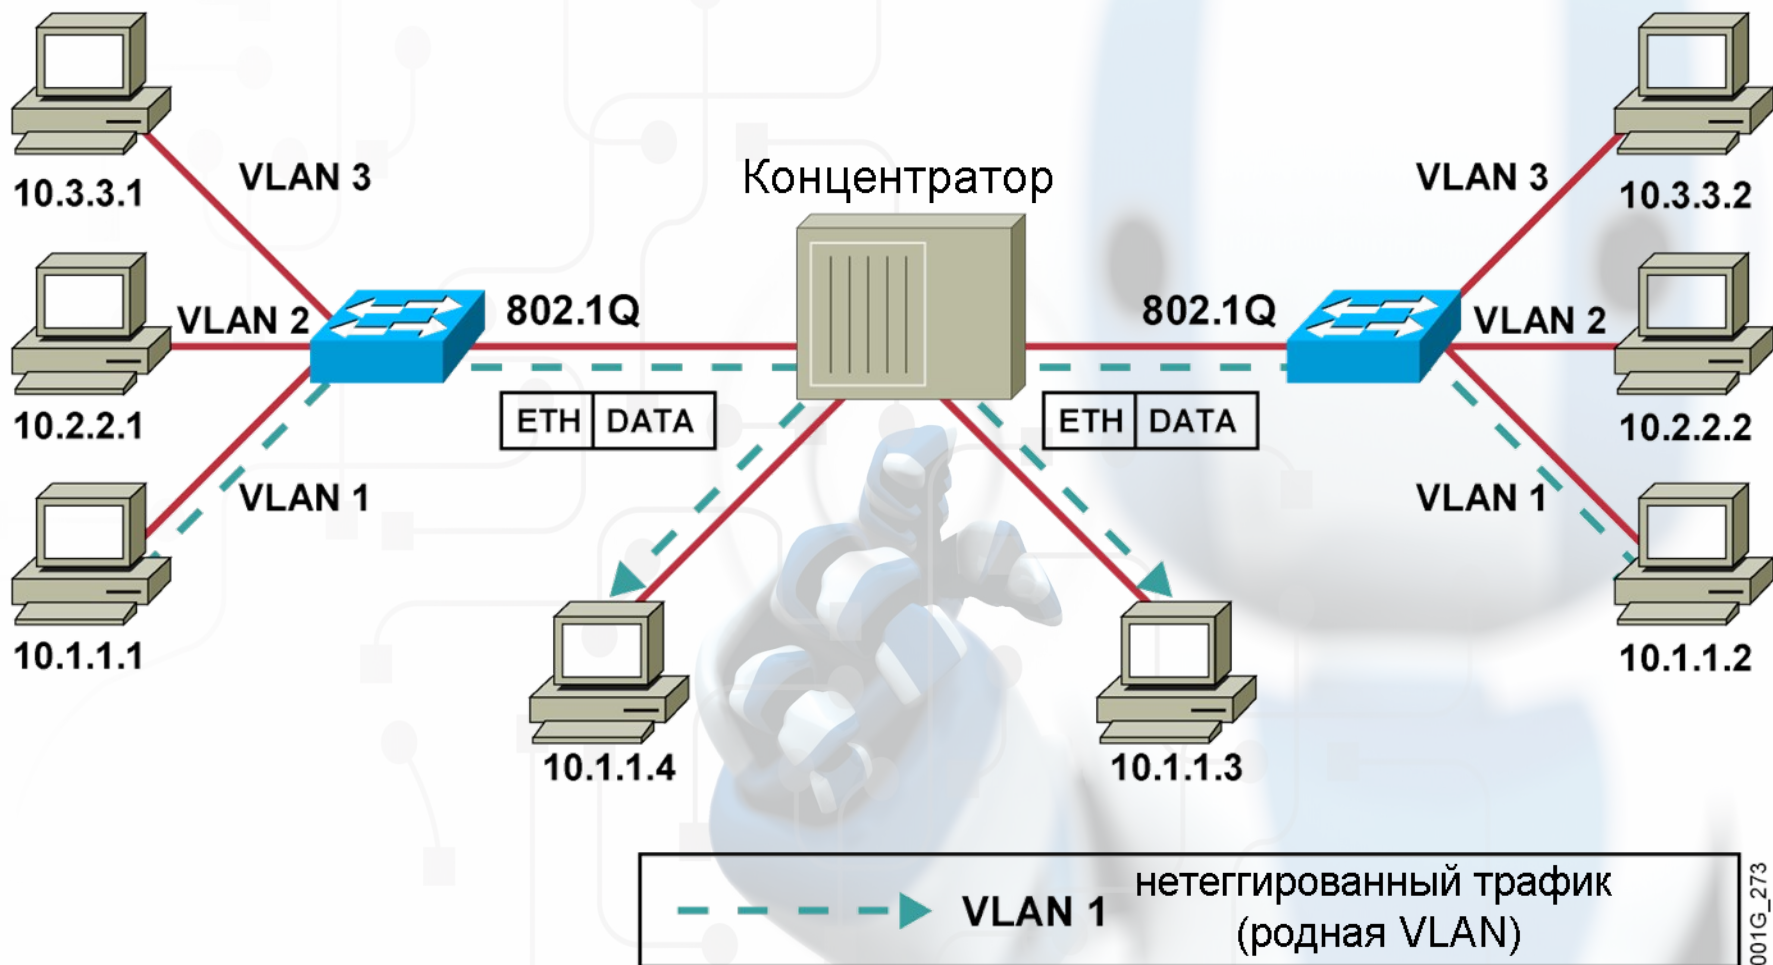 VLAN 3
10.3.3.1
Концентратор
VLAN 3
10.3.3.2
VLAN 2
802.1Q
802.1Q
VLAN 2
10.2.2.1
ETH DATA
ETH DATA
10.2.2.2
VLAN 1
VLAN 1
10.1.1.1
10.1.1.2
10.1.1.4
10.1.1.3
VLAN 1
нетеггированный трафик
(родная VLAN)
001G_273